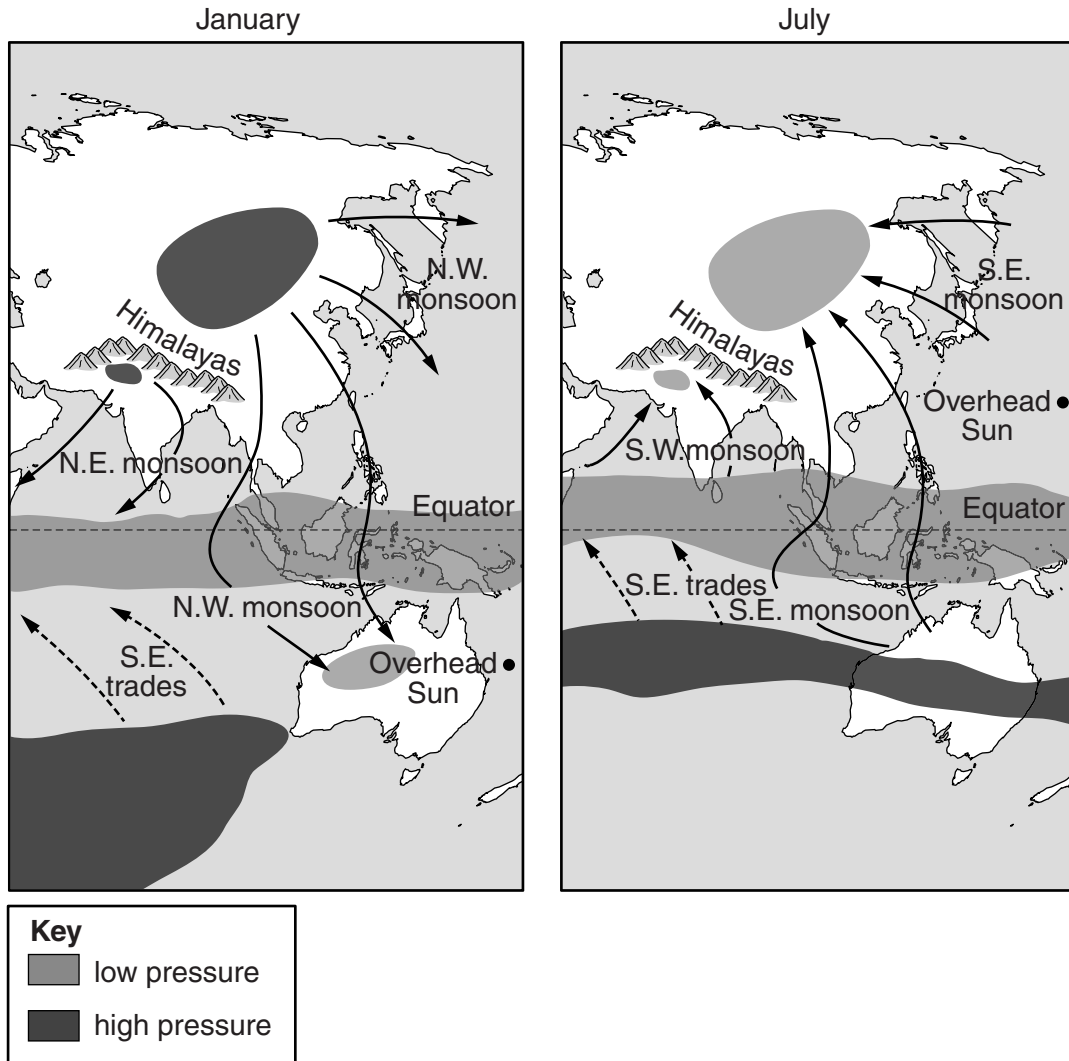 January
N.W.
monsoon
Himalayas
N.E. monsoon
Equator
N.W. monsoon
S.E.
trades
Overhead
Sun
July
S.E.
monsoon
Himalayas
Overhead
Sun
S.W.monsoon
Equator
S.E. trades
S.E. monsoon
Key
low pressure
high pressure